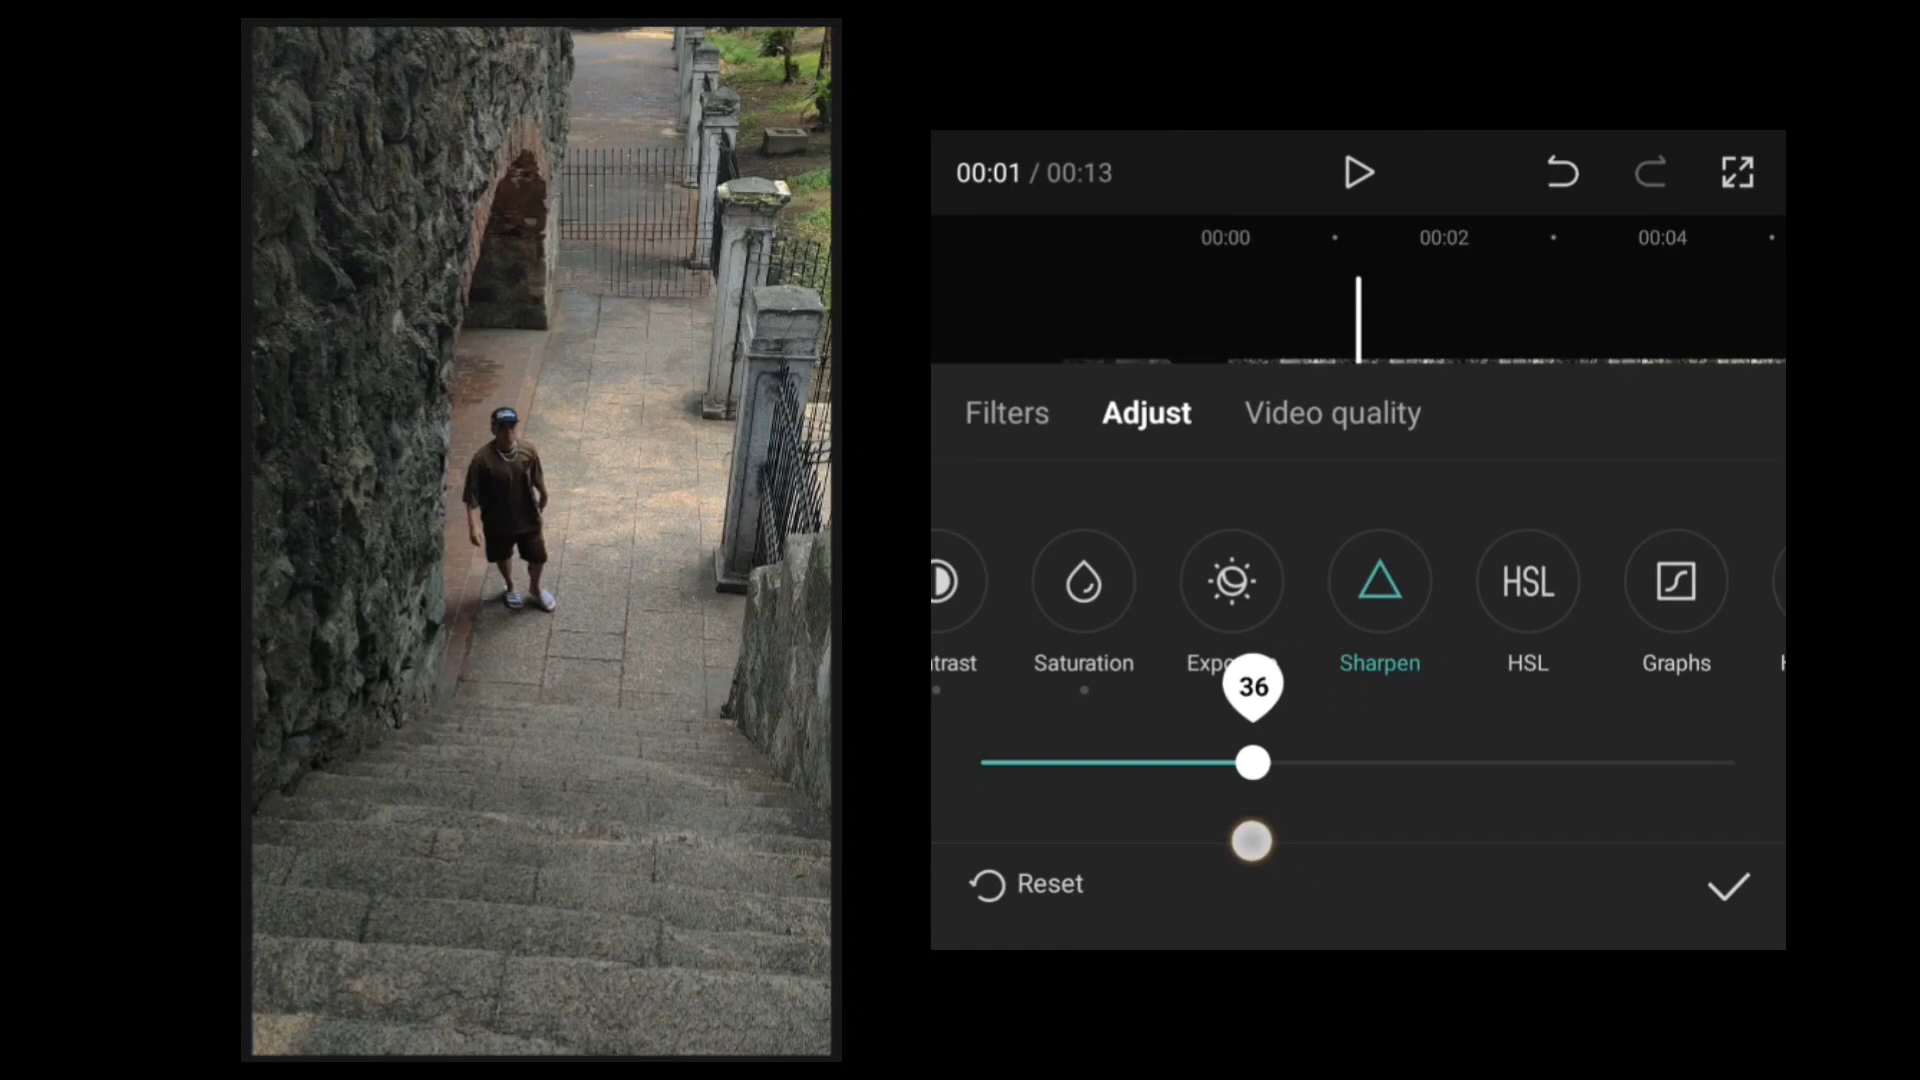 00:01 / 00:13
00:00 • 00:02 • 00:04 •
Filters Adjust Video quality
HSL
trast Saturation Sharpen HSL Graphs
36
Reset